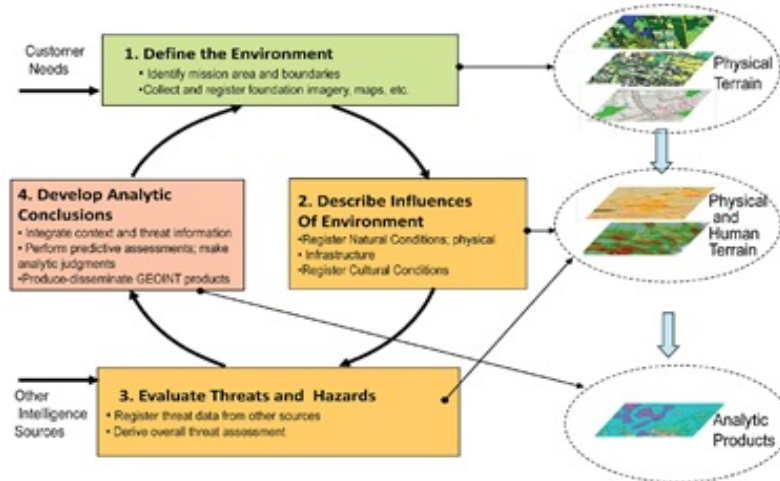 Customer
Needs
1. Define the Environment
• Identify mission area and boundaries
•Collect and register foundation imagery, maps, etc.
Physical
Terrain
4. Develop Analytic
Conclusions
• Integrate context and threat information
• Perform predictive assessments; make
analytic judgments
•Produce-disseminate GEOINT products
2. Describe Influences
Of Environment
•Register Natural Conditions; physical
• Infrastructure
•Register Cultural Conditions
Physical
and
Human
Terrain
Other
Intelligence
Sources
3. Evaluate Threats and Hazards
• Register threat data from other sources
• Derive overall threat assessment
Analytic
Products